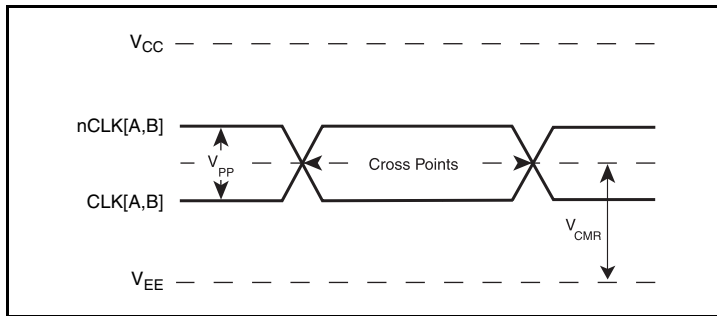 VCC
nCLK[A,B]
VPP
Cross Points
CLK[A,B]
VCMR
VEE